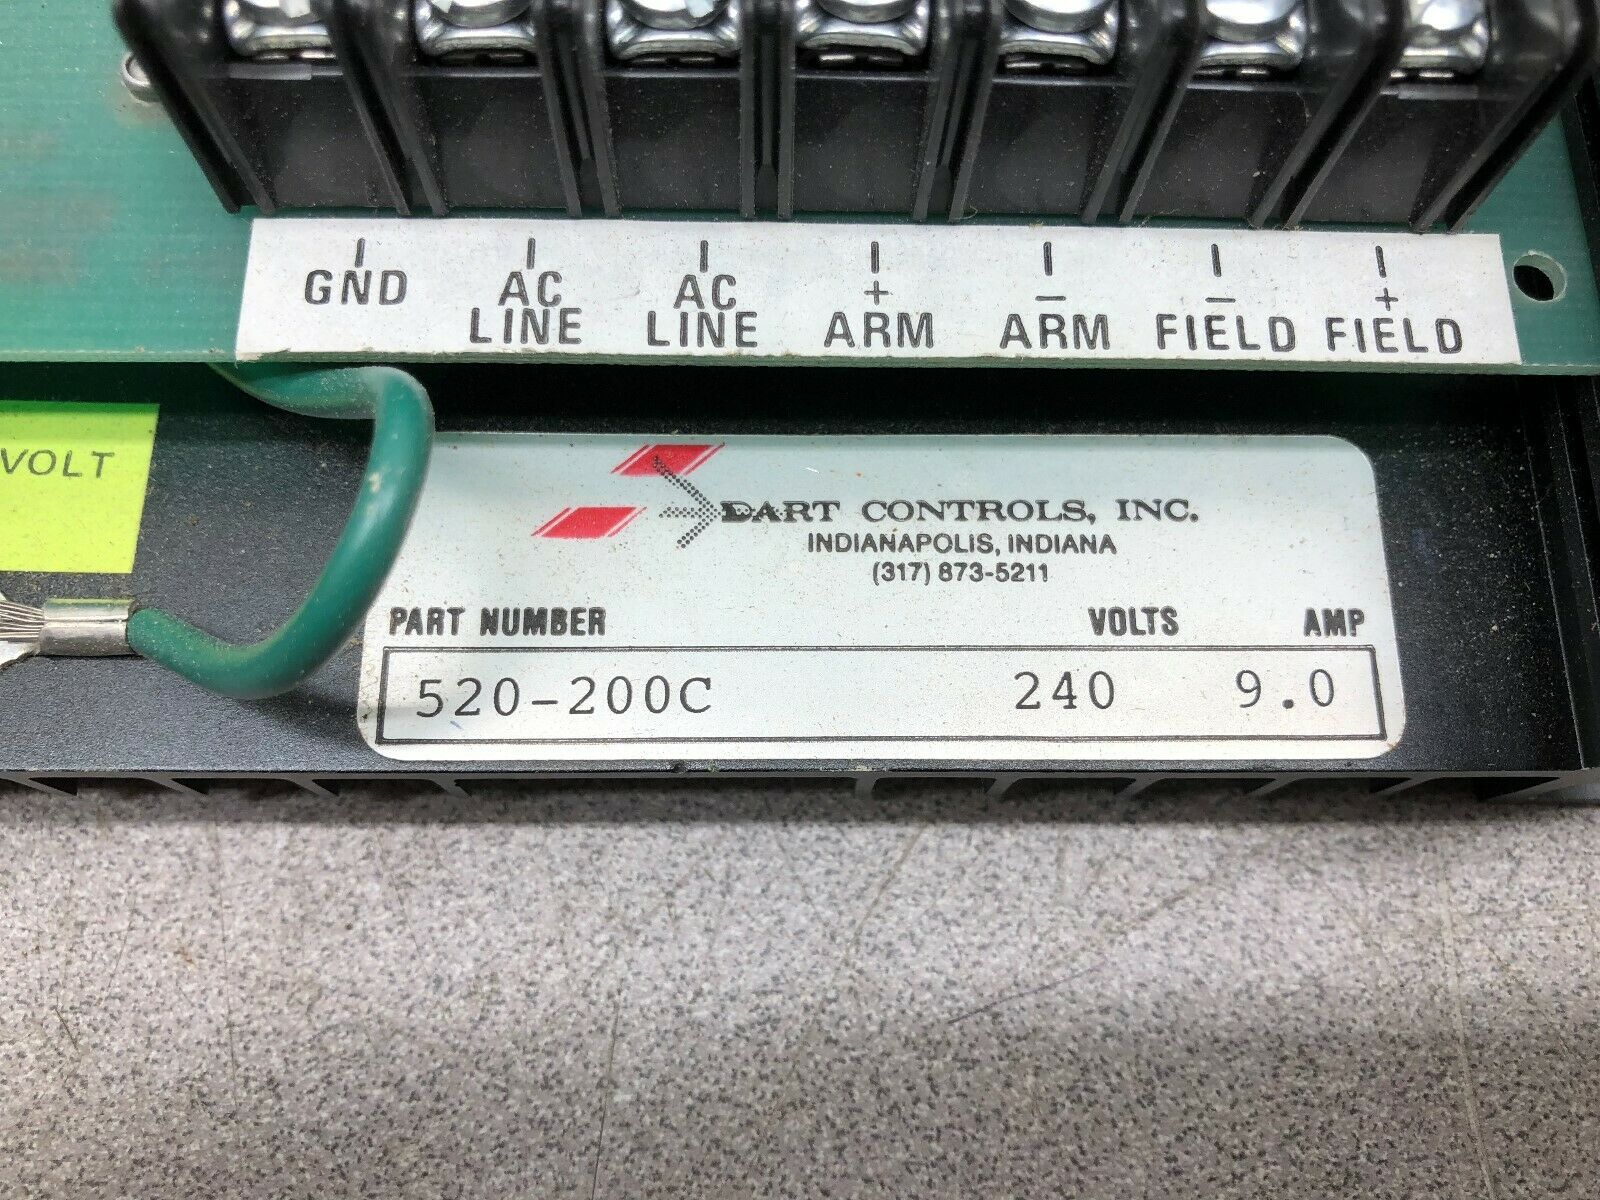 GND AC LINE AC LINE + ARM - ARM - FIELD + FIELD
VOLT
DART CONTROLS, INC.
INDIANAPOLIS, INDIANA
(317) 873-5211
PART NUMBER VOLTS AMP
520-200C 240 9.0